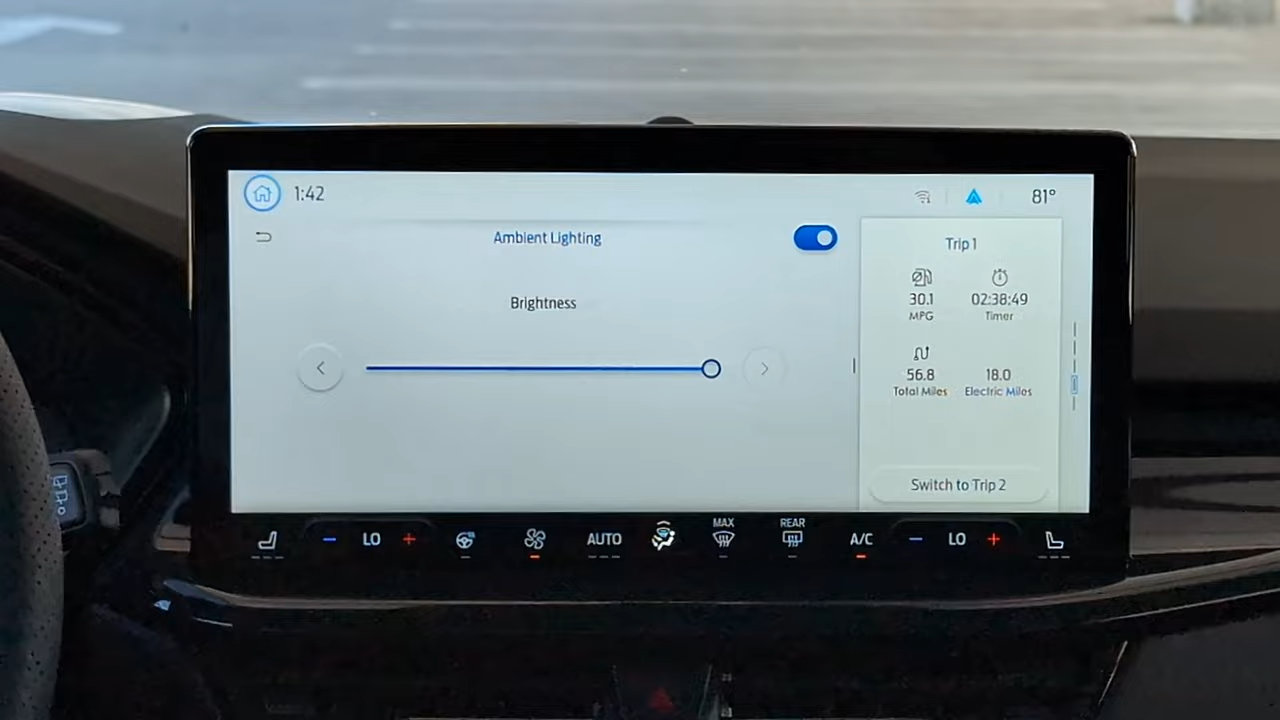 1:42
81°
Ambient Lighting
Brightness
Trip 1
30.1
MPG
02:38:49
Timer
56.8
Total Miles
18.0
Electric Miles
Switch to Trip 2
LO
AUTO
MAX
REAR
A/C
LO